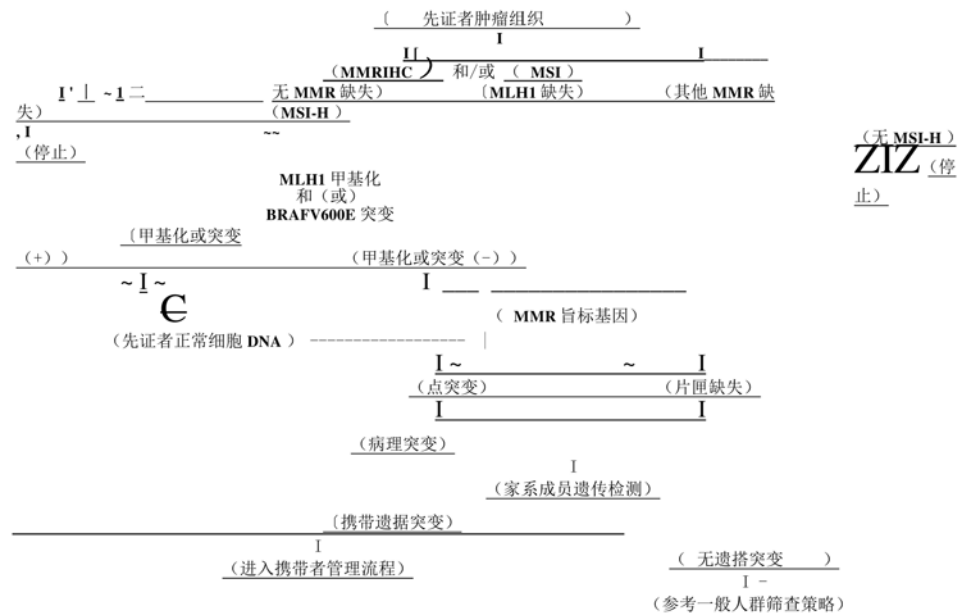 〔 先证者肿瘤组织 ）
I
I [ I
（MMRIHC ） 和/或 （ MSI ）
I ' ⌡ ~1 二 无 MMR 缺失） 〔MLH1 缺失） （其他 MMR 缺
失） （MSI-H ）
, I ~~ （无 MSI-H ）
（停止） ZIZ （停
止）
MLH1 甲基化
和（或）
BRAFV600E 突变
〔甲基化或突变
（+）） （甲基化或突变（-））
~ I ~ I
C
（ MMR 旨标基因）
（先证者正常细胞 DNA ） ------------------ |
I ~ ~ I
（点突变） （片匣缺失）
I I
（病理突变）
I
（家系成员遗传检测）
〔携带遗据突变）
I
（进入携带者管理流程）
（ 无遗搭突变 ）
I -
（参考一般人群筛查策略）